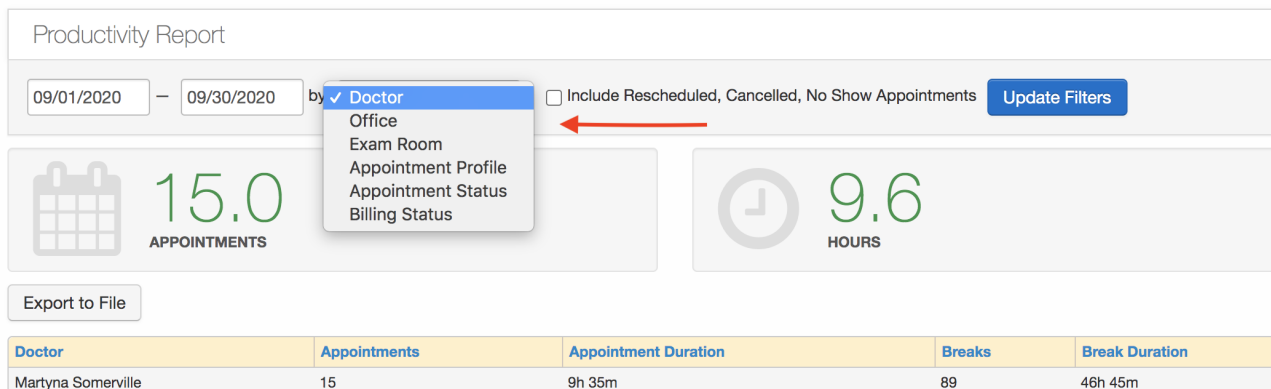 Productivity Report
09/01/2020 – 09/30/2020 by ✓ Doctor Include Rescheduled, Cancelled, No Show Appointments Update Filters
Office
Exam Room
Appointment Profile
Appointment Status
Billing Status
15.0
APPOINTMENTS
9.6
HOURS
Export to File
Doctor Appointments Appointment Duration Breaks Break Duration
Martyna Somerville 15 9h 35m 89 46h 45m